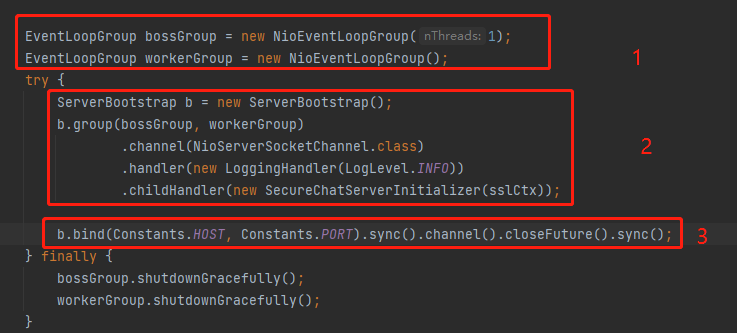 EventLoopGroup bossGroup = new NioEventLoopGroup( nThreads: 1);
EventLoopGroup workerGroup = new NioEventLoopGroup();
1
try {
ServerBootstrap b = new ServerBootstrap();
b.group(bossGroup, workerGroup)
.channel(NioServerSocketChannel.class)
2
.handler(new LoggingHandler(LogLevel.INFO))
.childHandler(new SecureChatServerInitializer(sslCtx));
b.bind(Constants.HOST, Constants.PORT).sync().channel().closeFuture().sync();
3
} finally {
bossGroup.shutdownGracefully();
workerGroup.shutdownGracefully();
}